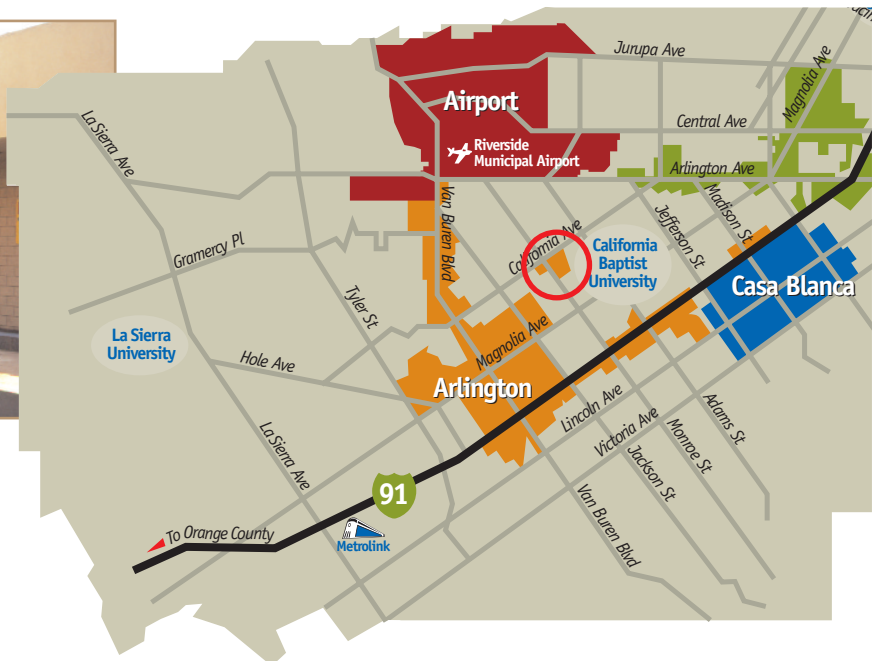 Jurupa Ave
Magnolia Ave
Airport
Central Ave
La Sierra Ave
Riverside
Municipal Airport
Arlington Ave
Van Buren Blvd
Madison St
Jefferson St
California Ave
California
Baptist
University
Gramercy Pl
Casa Blanca
Tyler St
La Sierra
University
Magnolia Ave
Hole Ave
Arlington
Lincoln Ave
Victoria Ave
Adams St
Monroe St
Jackson St
La Sierra Ave
91
Van Buren Blvd
To Orange County
Metrolink